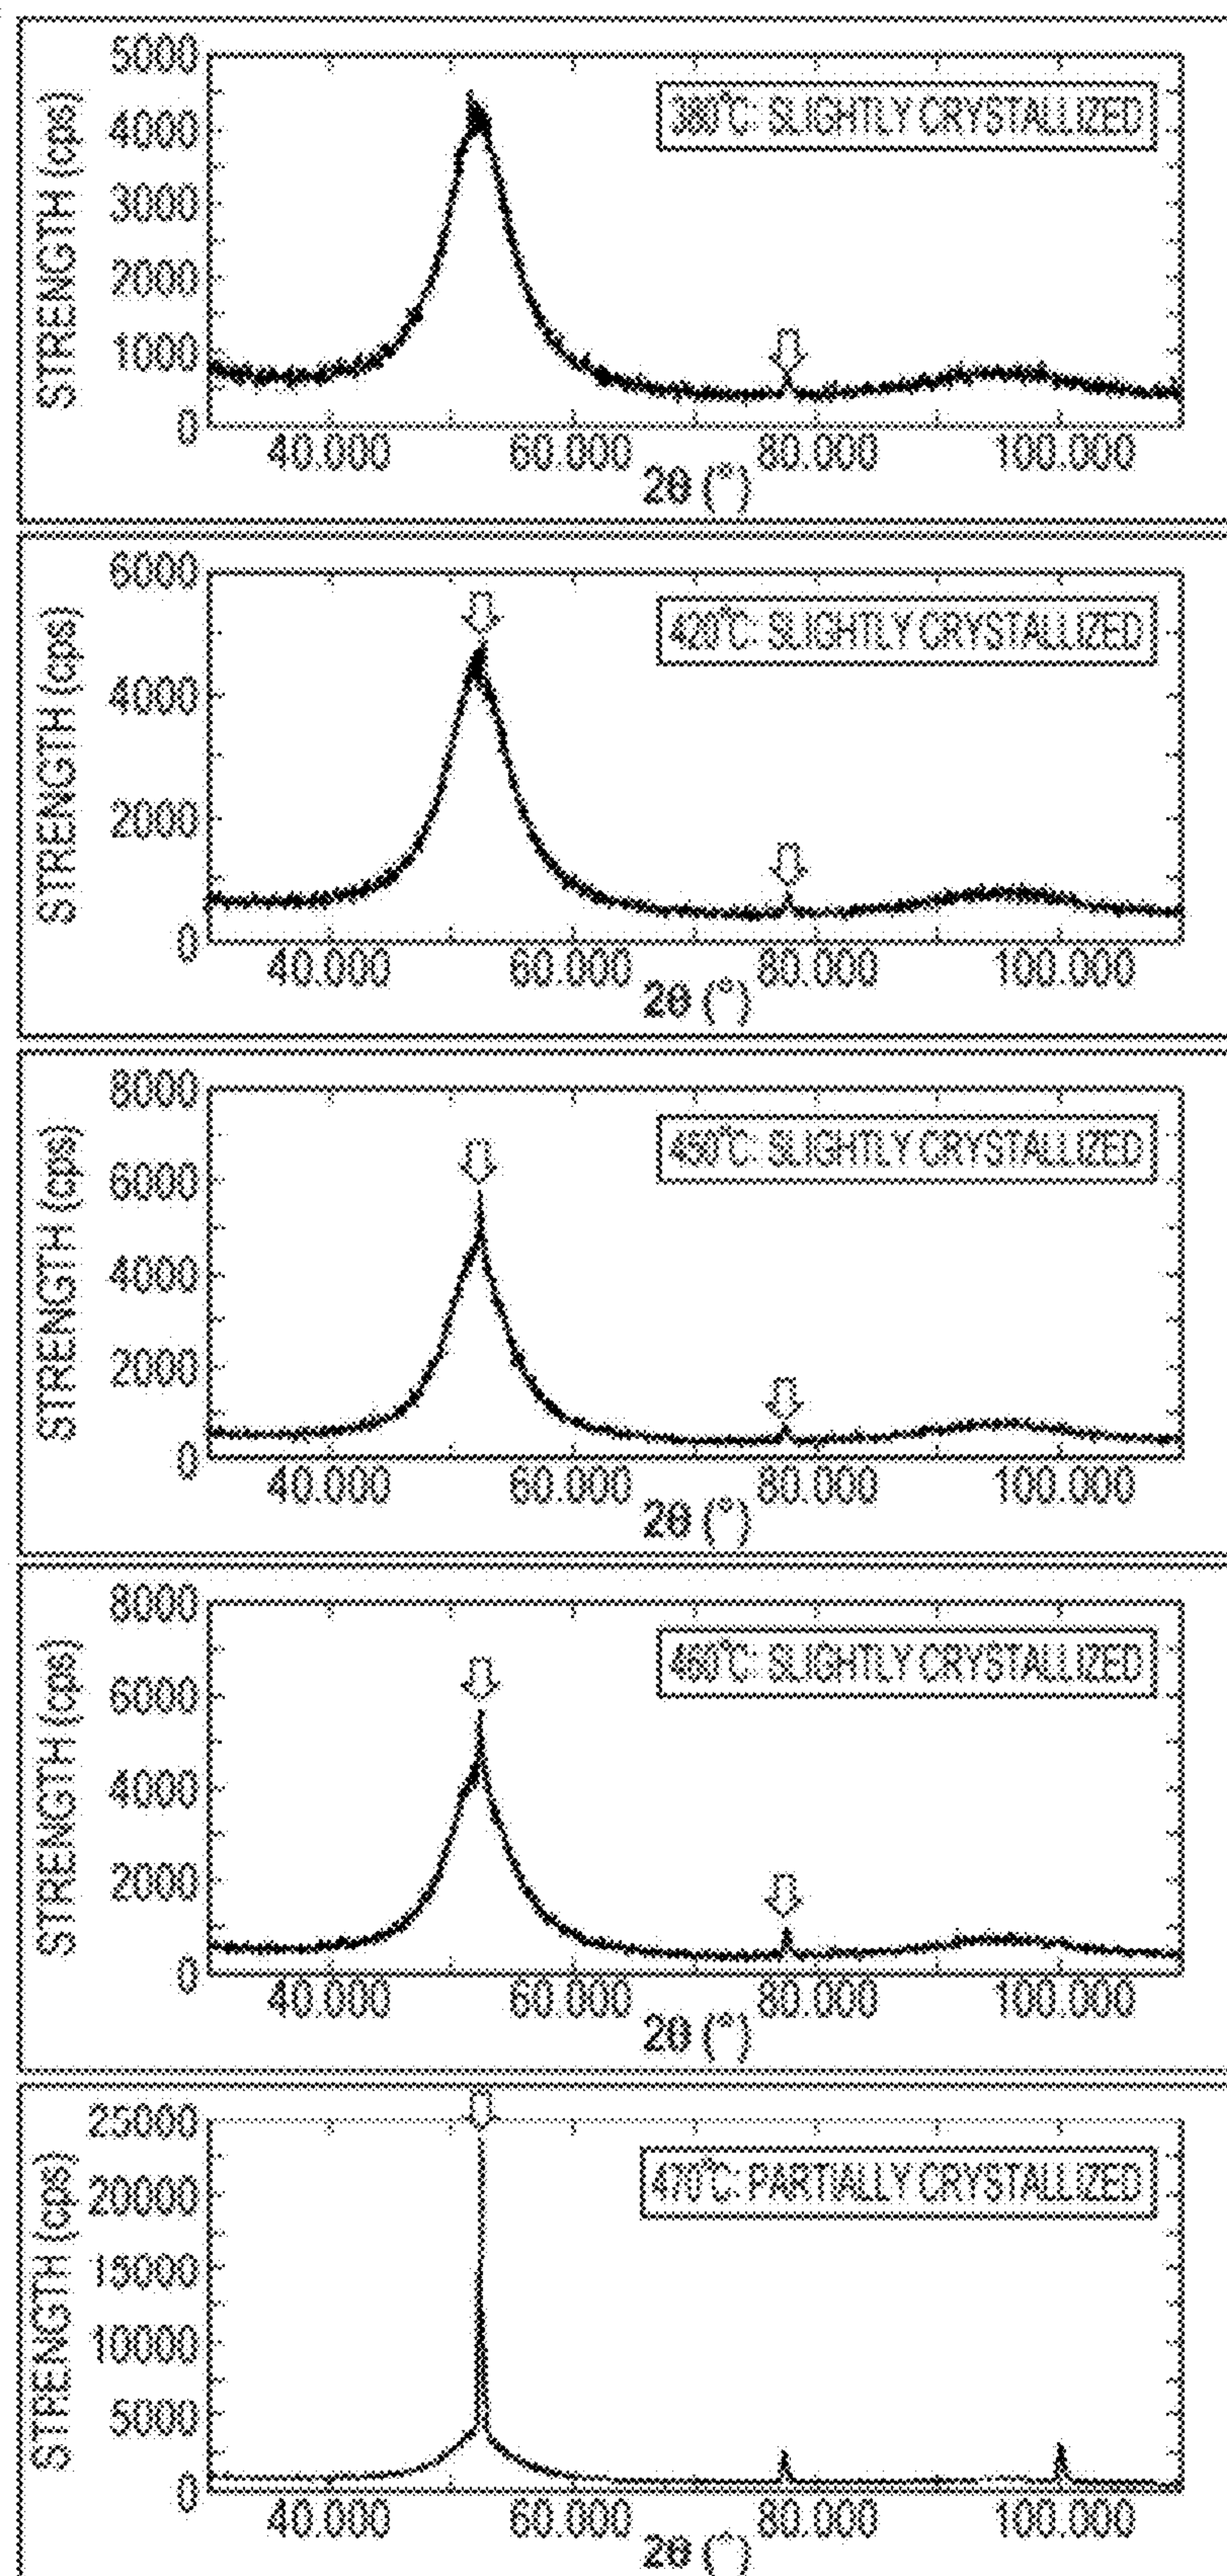 5000
4000
3000
2000
1000
0
STRENGTH (cps)
380°C: SLIGHTLY CRYSTALLIZED
40.000 60.000 80.000 100.000
2θ (°)
6000
4000
2000
0
STRENGTH (cps)
420°C: SLIGHTLY CRYSTALLIZED
40.000 60.000 80.000 100.000
2θ (°)
8000
6000
4000
2000
0
STRENGTH (cps)
450°C: SLIGHTLY CRYSTALLIZED
40.000 60.000 80.000 100.000
2θ (°)
8000
6000
4000
2000
0
STRENGTH (cps)
460°C: SLIGHTLY CRYSTALLIZED
40.000 60.000 80.000 100.000
2θ (°)
25000
20000
15000
10000
5000
0
STRENGTH (cps)
470°C: PARTIALLY CRYSTALLIZED
40.000 60.000 80.000 100.000
2θ (°)